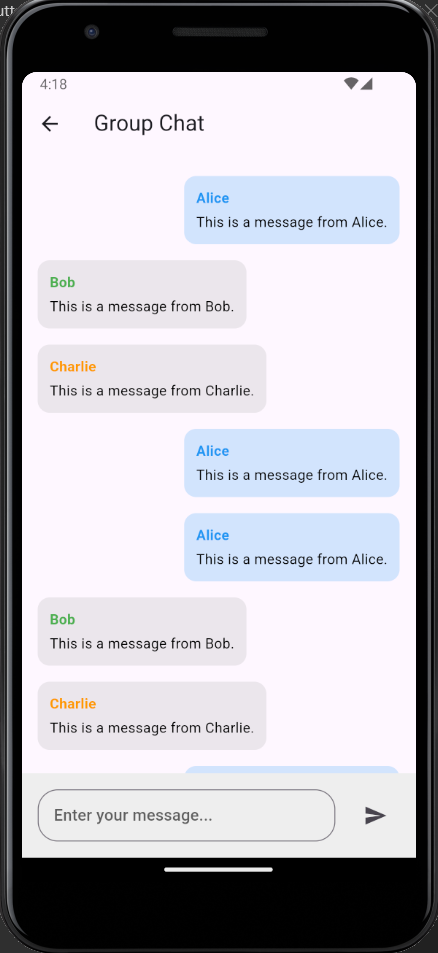 utt
4:18
Group Chat
Alice
This is a message from Alice.
Bob
This is a message from Bob.
Charlie
This is a message from Charlie.
Alice
This is a message from Alice.
Alice
This is a message from Alice.
Bob
This is a message from Bob.
Charlie
This is a message from Charlie.
Enter your message...